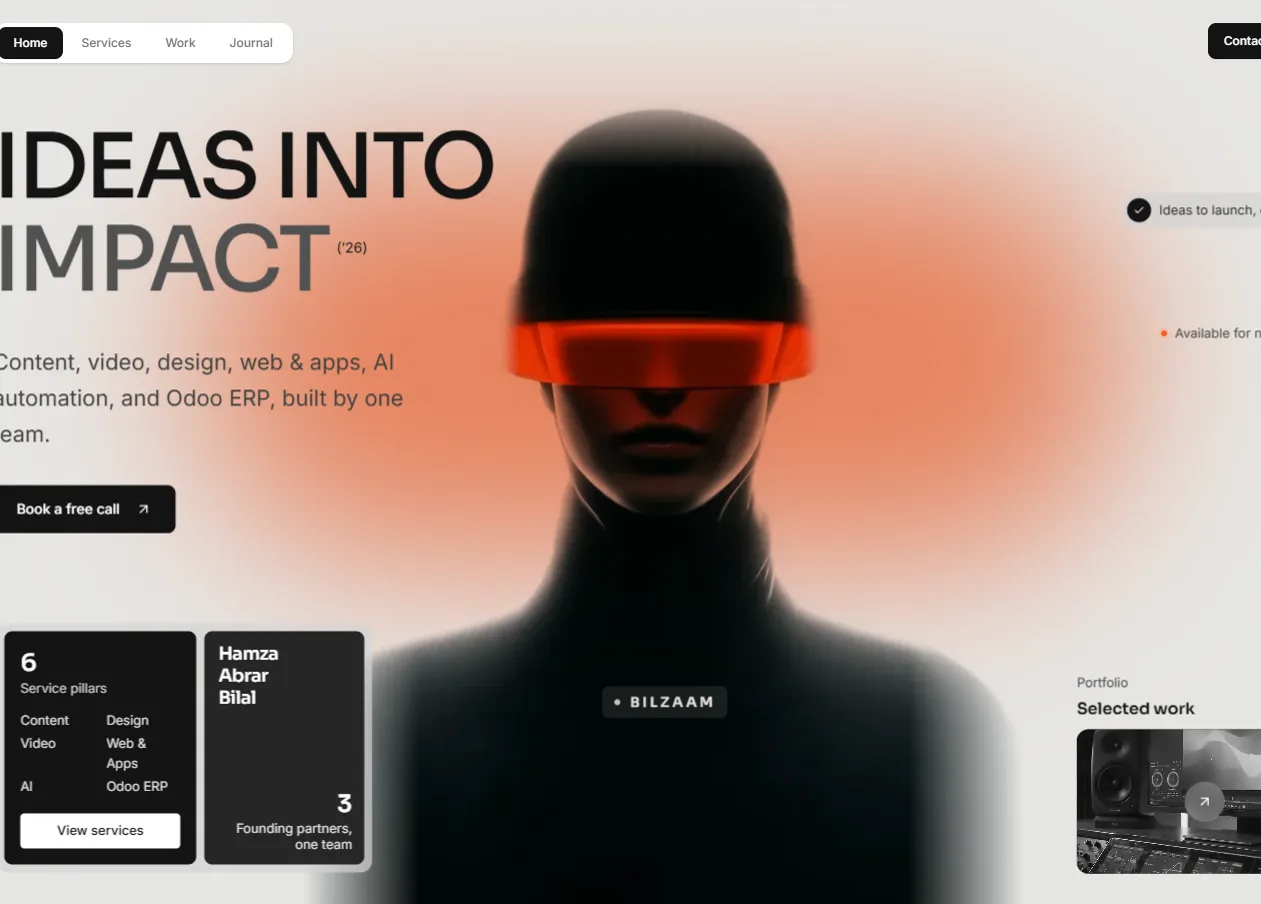 Home Services Work Journal
IDEAS INTO
IMPACT ('26)
Content, video, design, web & apps, AI
automation, and Odoo ERP, built by one
Book a free call
Ideas to launch,
Available for
6
Service pillars
Content Design
Video Web &
Apps
AI Odoo ERP
View services
Hamza
Abrar
Bilal
3
Founding partners,
one team
BILZAAM
Portfolio
Selected work